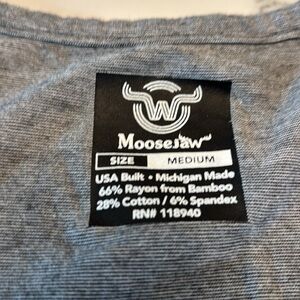 Moosejaw
SIZE MEDIUM
USA Built • Michigan Made
66% Rayon from Bamboo
28% Cotton / 6% Spandex
RN# 118940